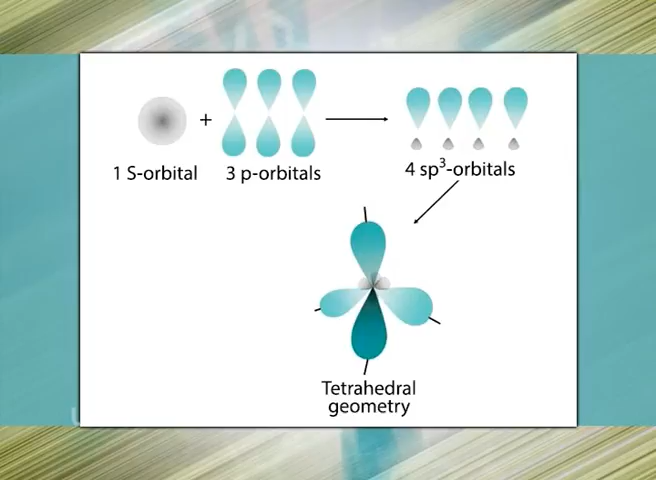 +
1 S-orbital
3 p-orbitals
4 sp³-orbitals
Tetrahedral
geometry